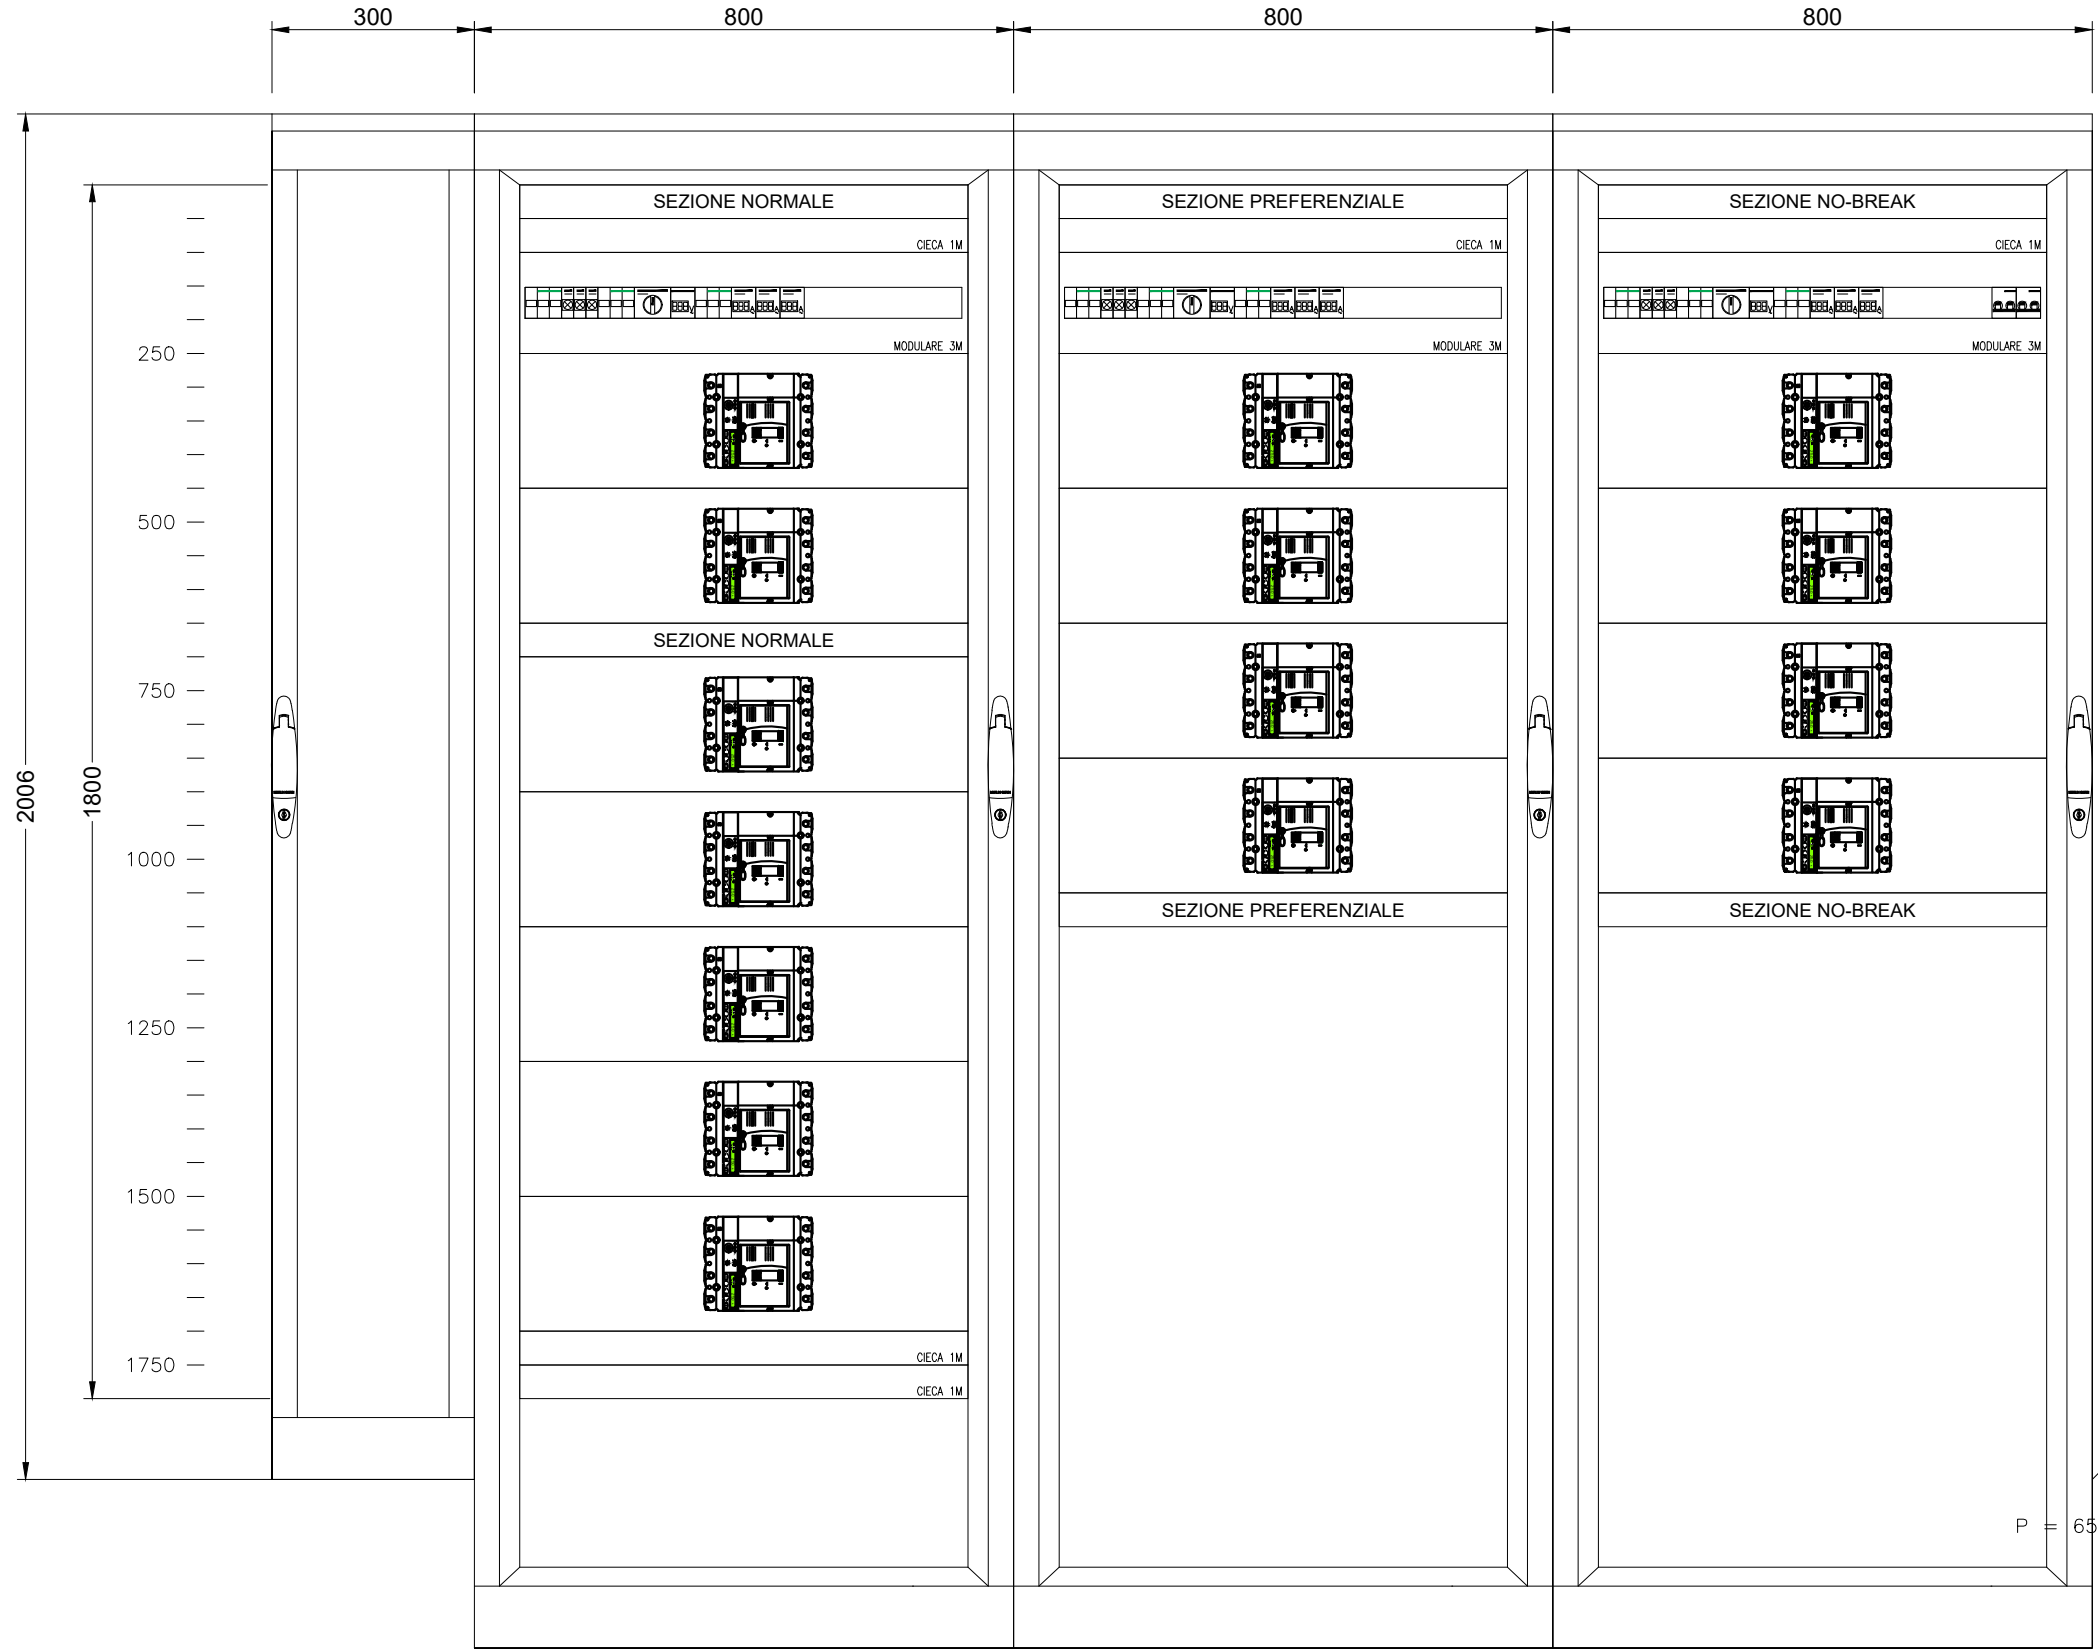 300 800 800 800
SEZIONE NORMALE SEZIONE PREFERENZIALE SEZIONE NO-BREAK
CIECA 1M CIECA 1M CIECA 1M
MODULARE 3M MODULARE 3M MODULARE 3M
250
500
SEZIONE NORMALE
750
2006
1800
1000
SEZIONE PREFERENZIALE SEZIONE NO-BREAK
1250
1500
1750
CIECA 1M
CIECA 1M
P = 65